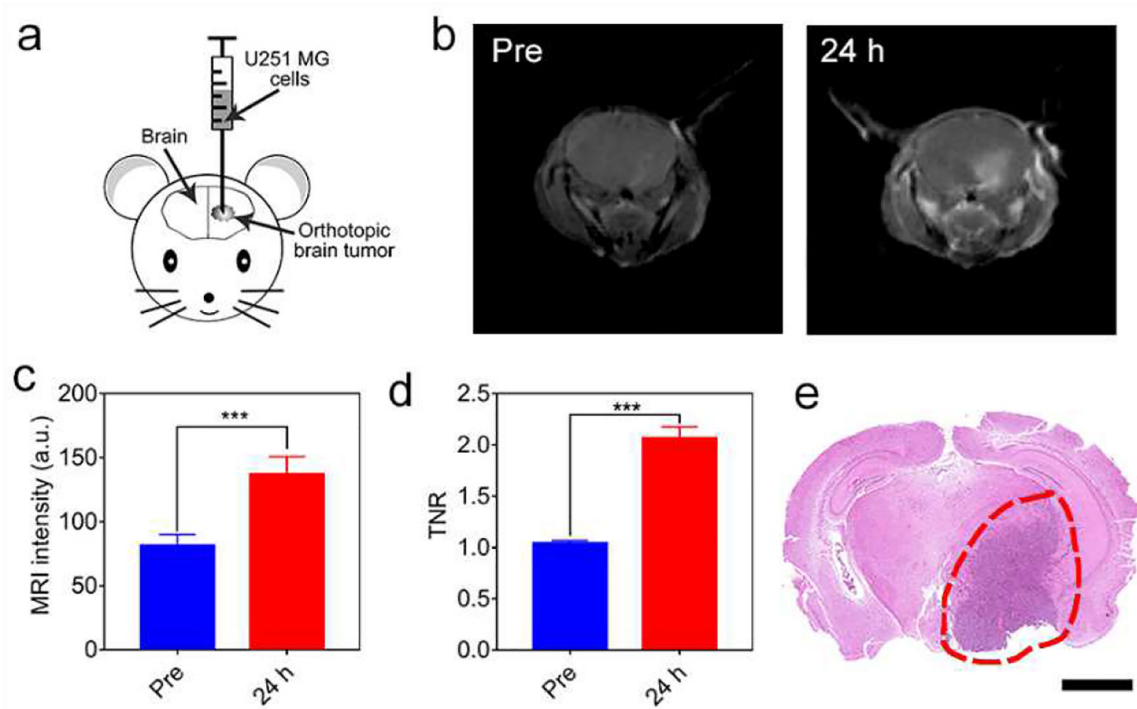 a
U251 MG
cells
Brain
Orthotopic
brain tumor
b
Pre
24 h
c
MRI intensity (a.u.)
200
150
100
50
0
***
Pre
24 h
d
TNR
2.5
2.0
1.5
1.0
0.5
0.0
***
Pre
24 h
e